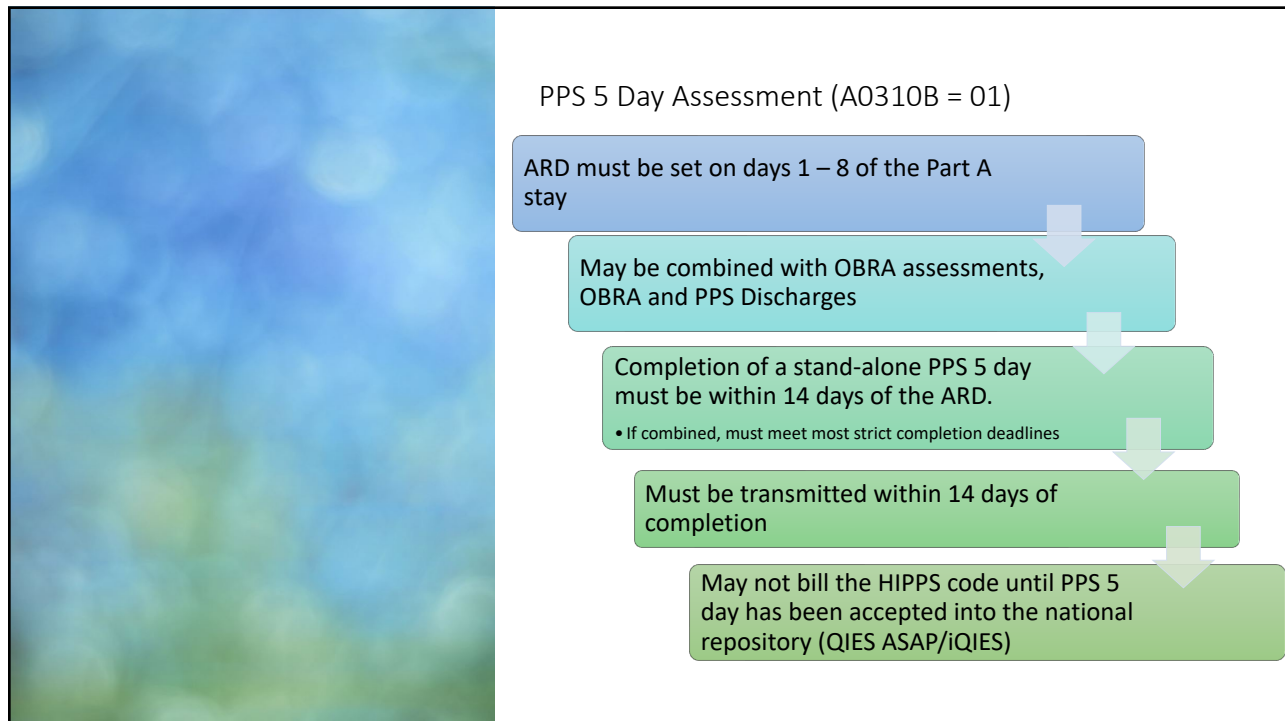 PPS 5 Day Assessment (A0310B = 01)
ARD must be set on days 1 – 8 of the Part A
stay
May be combined with OBRA assessments,
OBRA and PPS Discharges
Completion of a stand-alone PPS 5 day
must be within 14 days of the ARD.
• If combined, must meet most strict completion deadlines
Must be transmitted within 14 days of
completion
May not bill the HIPPS code until PPS 5
day has been accepted into the national
repository (QIES ASAP/iQIES)